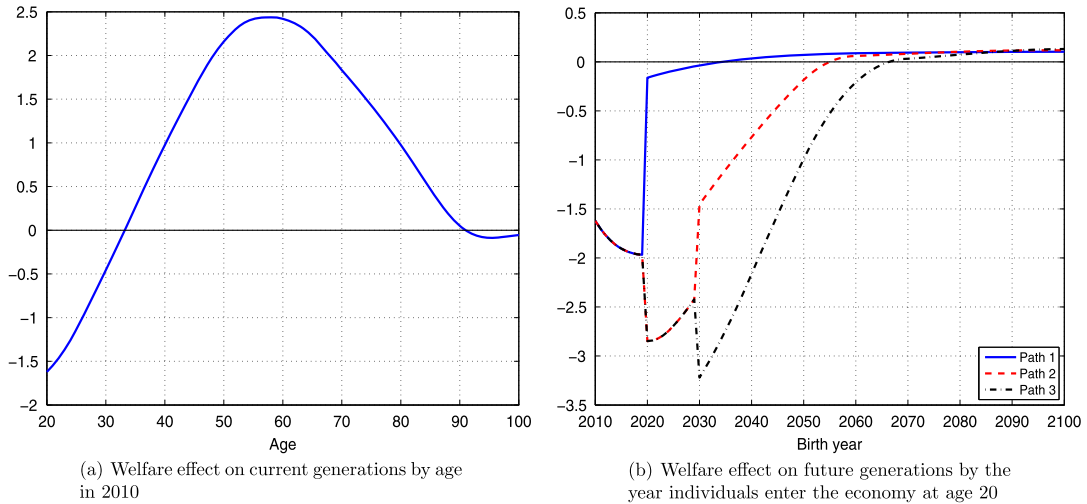 2.5
2
1.5
1
0.5
0
−0.5
−1
−1.5
−2
20 30 40 50 60 70 80 90 100
Age
(a) Welfare effect on current generations by age
in 2010
0.5
0
−0.5
−1
−1.5
−2
−2.5
−3
−3.5
2010 2020 2030 2040 2050 2060 2070 2080 2090 2100
Birth year
Path 1
Path 2
Path 3
(b) Welfare effect on future generations by the
year individuals enter the economy at age 20